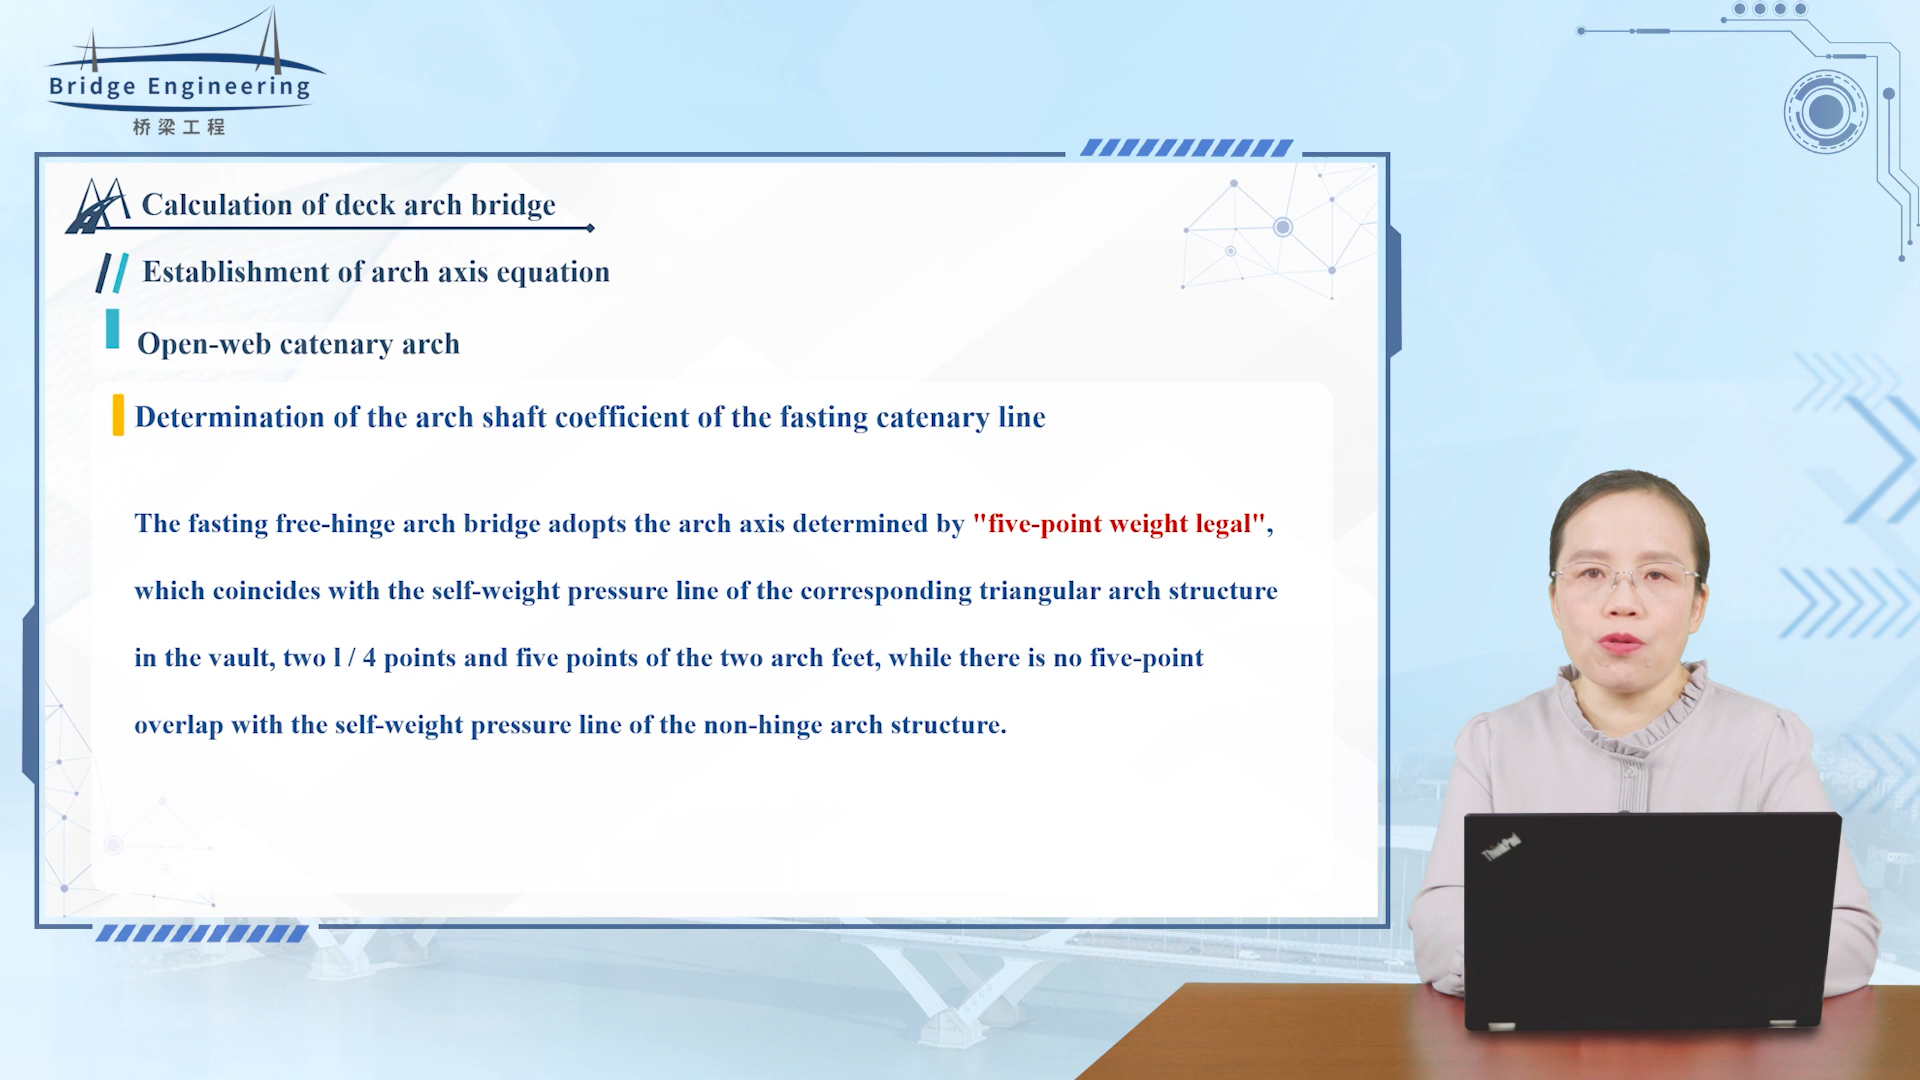 Bridge Engineering
桥梁工程
Calculation of deck arch bridge
Establishment of arch axis equation
Open-web catenary arch
Determination of the arch shaft coefficient of the fasting catenary line
The fasting free-hinge arch bridge adopts the arch axis determined by "five-point weight legal",
which coincides with the self-weight pressure line of the corresponding triangular arch structure
in the vault, two l / 4 points and five points of the two arch feet, while there is no five-point
overlap with the self-weight pressure line of the non-hinge arch structure.
ThinkPad